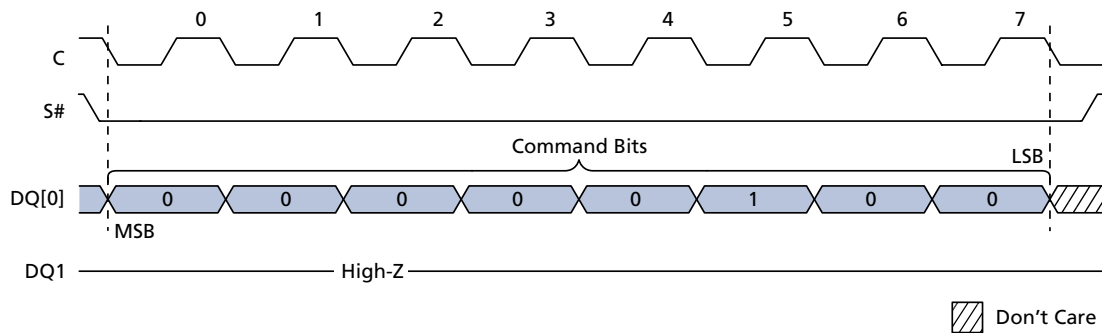 0 1 2 3 4 5 6 7
C
S#
Command Bits
LSB
DQ[0] 0 0 0 0 0 1 0 0
MSB
DQ1 High-Z
Don't Care